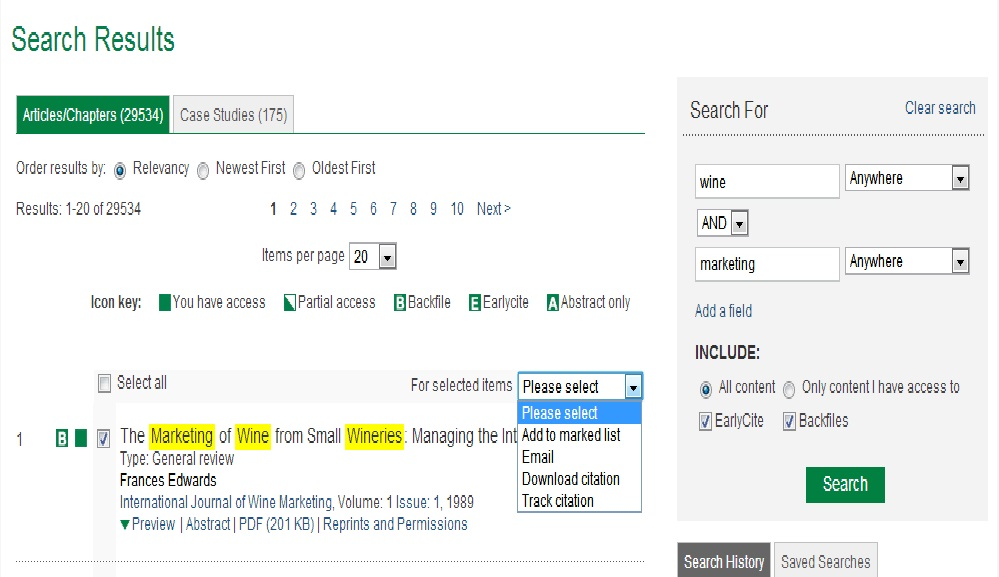 Search Results
Articles/Chapters (29534) Case Studies (175)
Order results by: Relevancy Newest First Oldest First
Results: 1-20 of 29534 1 2 3 4 5 6 7 8 9 10 Next >
Items per page 20
Icon key: You have access Partial access B Backfile E Earlycite A Abstract only
Select all For selected items Please select
Please select
Add to marked list
Email
Download citation
Track citation
1 B The Marketing of Wine from Small Wineries: Managing the Int
Type: General review
Frances Edwards
International Journal of Wine Marketing, Volume: 1 Issue: 1, 1989
Preview | Abstract | PDF (201 KB) | Reprints and Permissions
Search For Clear search
wine Anywhere
AND
marketing Anywhere
Add a field
INCLUDE:
All content Only content I have access to
EarlyCite Backfiles
Search
Search History Saved Searches